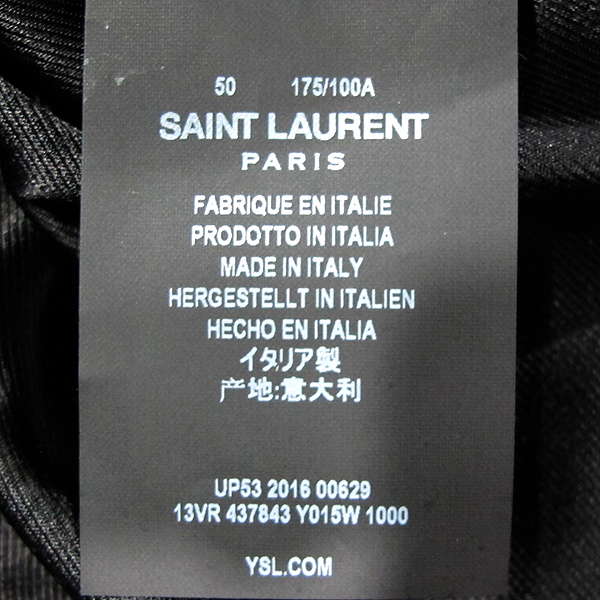 50 175/100A
SAINT LAURENT
PARIS
FABRIQUE EN ITALIE
PRODOTTO IN ITALIA
MADE IN ITALY
HERGESTELLT IN ITALIEN
HECHO EN ITALIA
イタリア製
产地:意大利
UP53 2016 00629
13VR 437843 Y015W 1000
YSL.COM